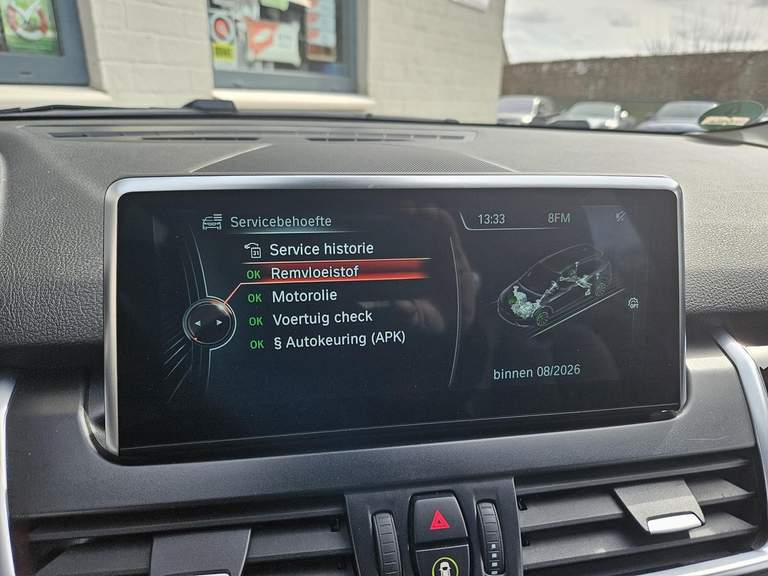 Servicebehoefte
13:33
8FM
Service historie
OK Remvloeistof
OK Motorolie
OK Voertuig check
OK § Autokeuring (APK)
binnen 08/2026